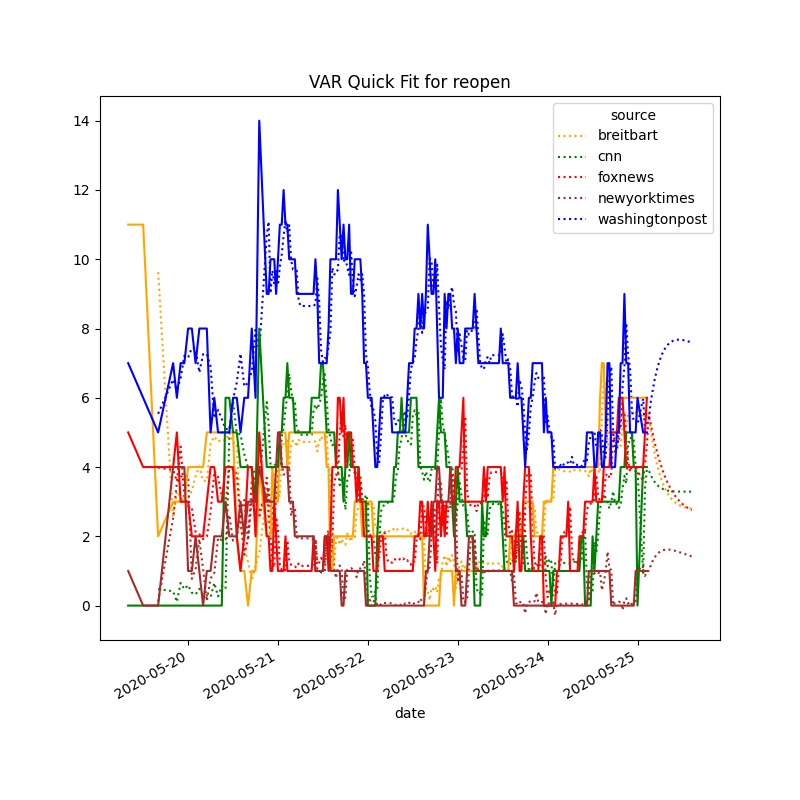 VAR Quick Fit for reopen
source
breitbart
cnn
foxnews
newyorktimes
washingtonpost
14
12
10
8
6
4
2
0
2020-05-20
2020-05-21
2020-05-22
2020-05-23
2020-05-24
2020-05-25
date